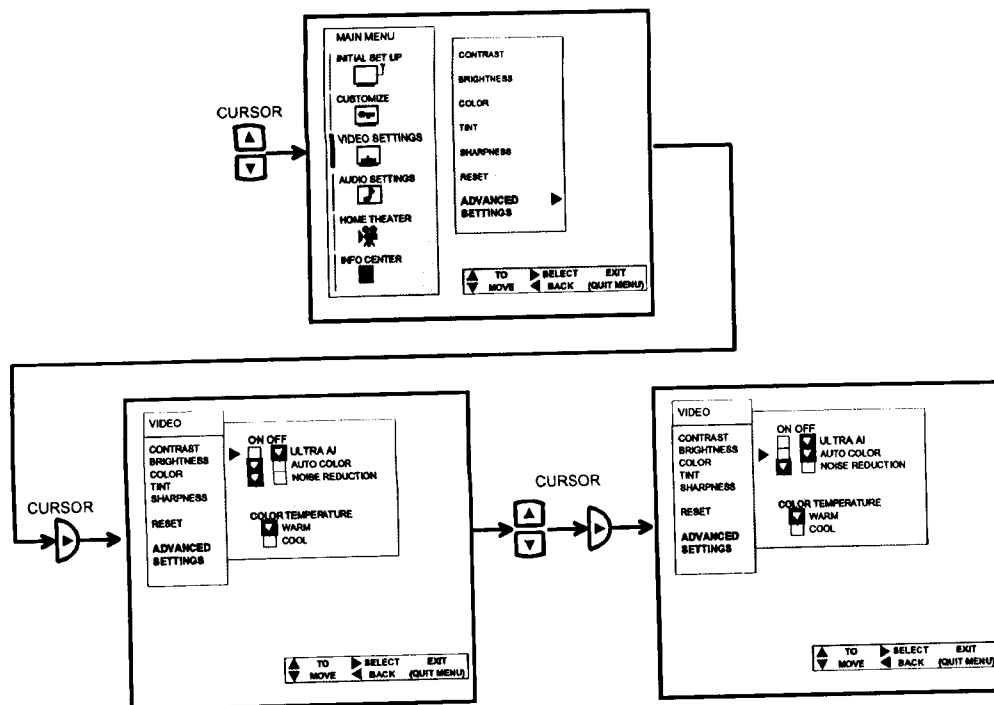 MAIN MENU
INITIAL SET UP
CUSTOMIZE
VIDEO SETTINGS
AUDIO SETTINGS
HOME THEATER
INFO CENTER
CONTRAST
BRIGHTNESS
COLOR
TINT
SHARPNESS
RESET
ADVANCED
SETTINGS
TO SELECT EXIT
MOVE BACK (QUIT MENU)
CURSOR
CURSOR
VIDEO
CONTRAST
BRIGHTNESS
COLOR
TINT
SHARPNESS
RESET
ADVANCED
SETTINGS
ON OFF
ULTRA AI
AUTO COLOR
NOISE REDUCTION
COLOR TEMPERATURE
WARM
COOL
TO SELECT EXIT
MOVE BACK (QUIT MENU)
CURSOR
VIDEO
CONTRAST
BRIGHTNESS
COLOR
TINT
SHARPNESS
RESET
ADVANCED
SETTINGS
ON OFF
ULTRA AI
AUTO COLOR
NOISE REDUCTION
COLOR TEMPERATURE
WARM
COOL
TO SELECT EXIT
MOVE BACK (QUIT MENU)